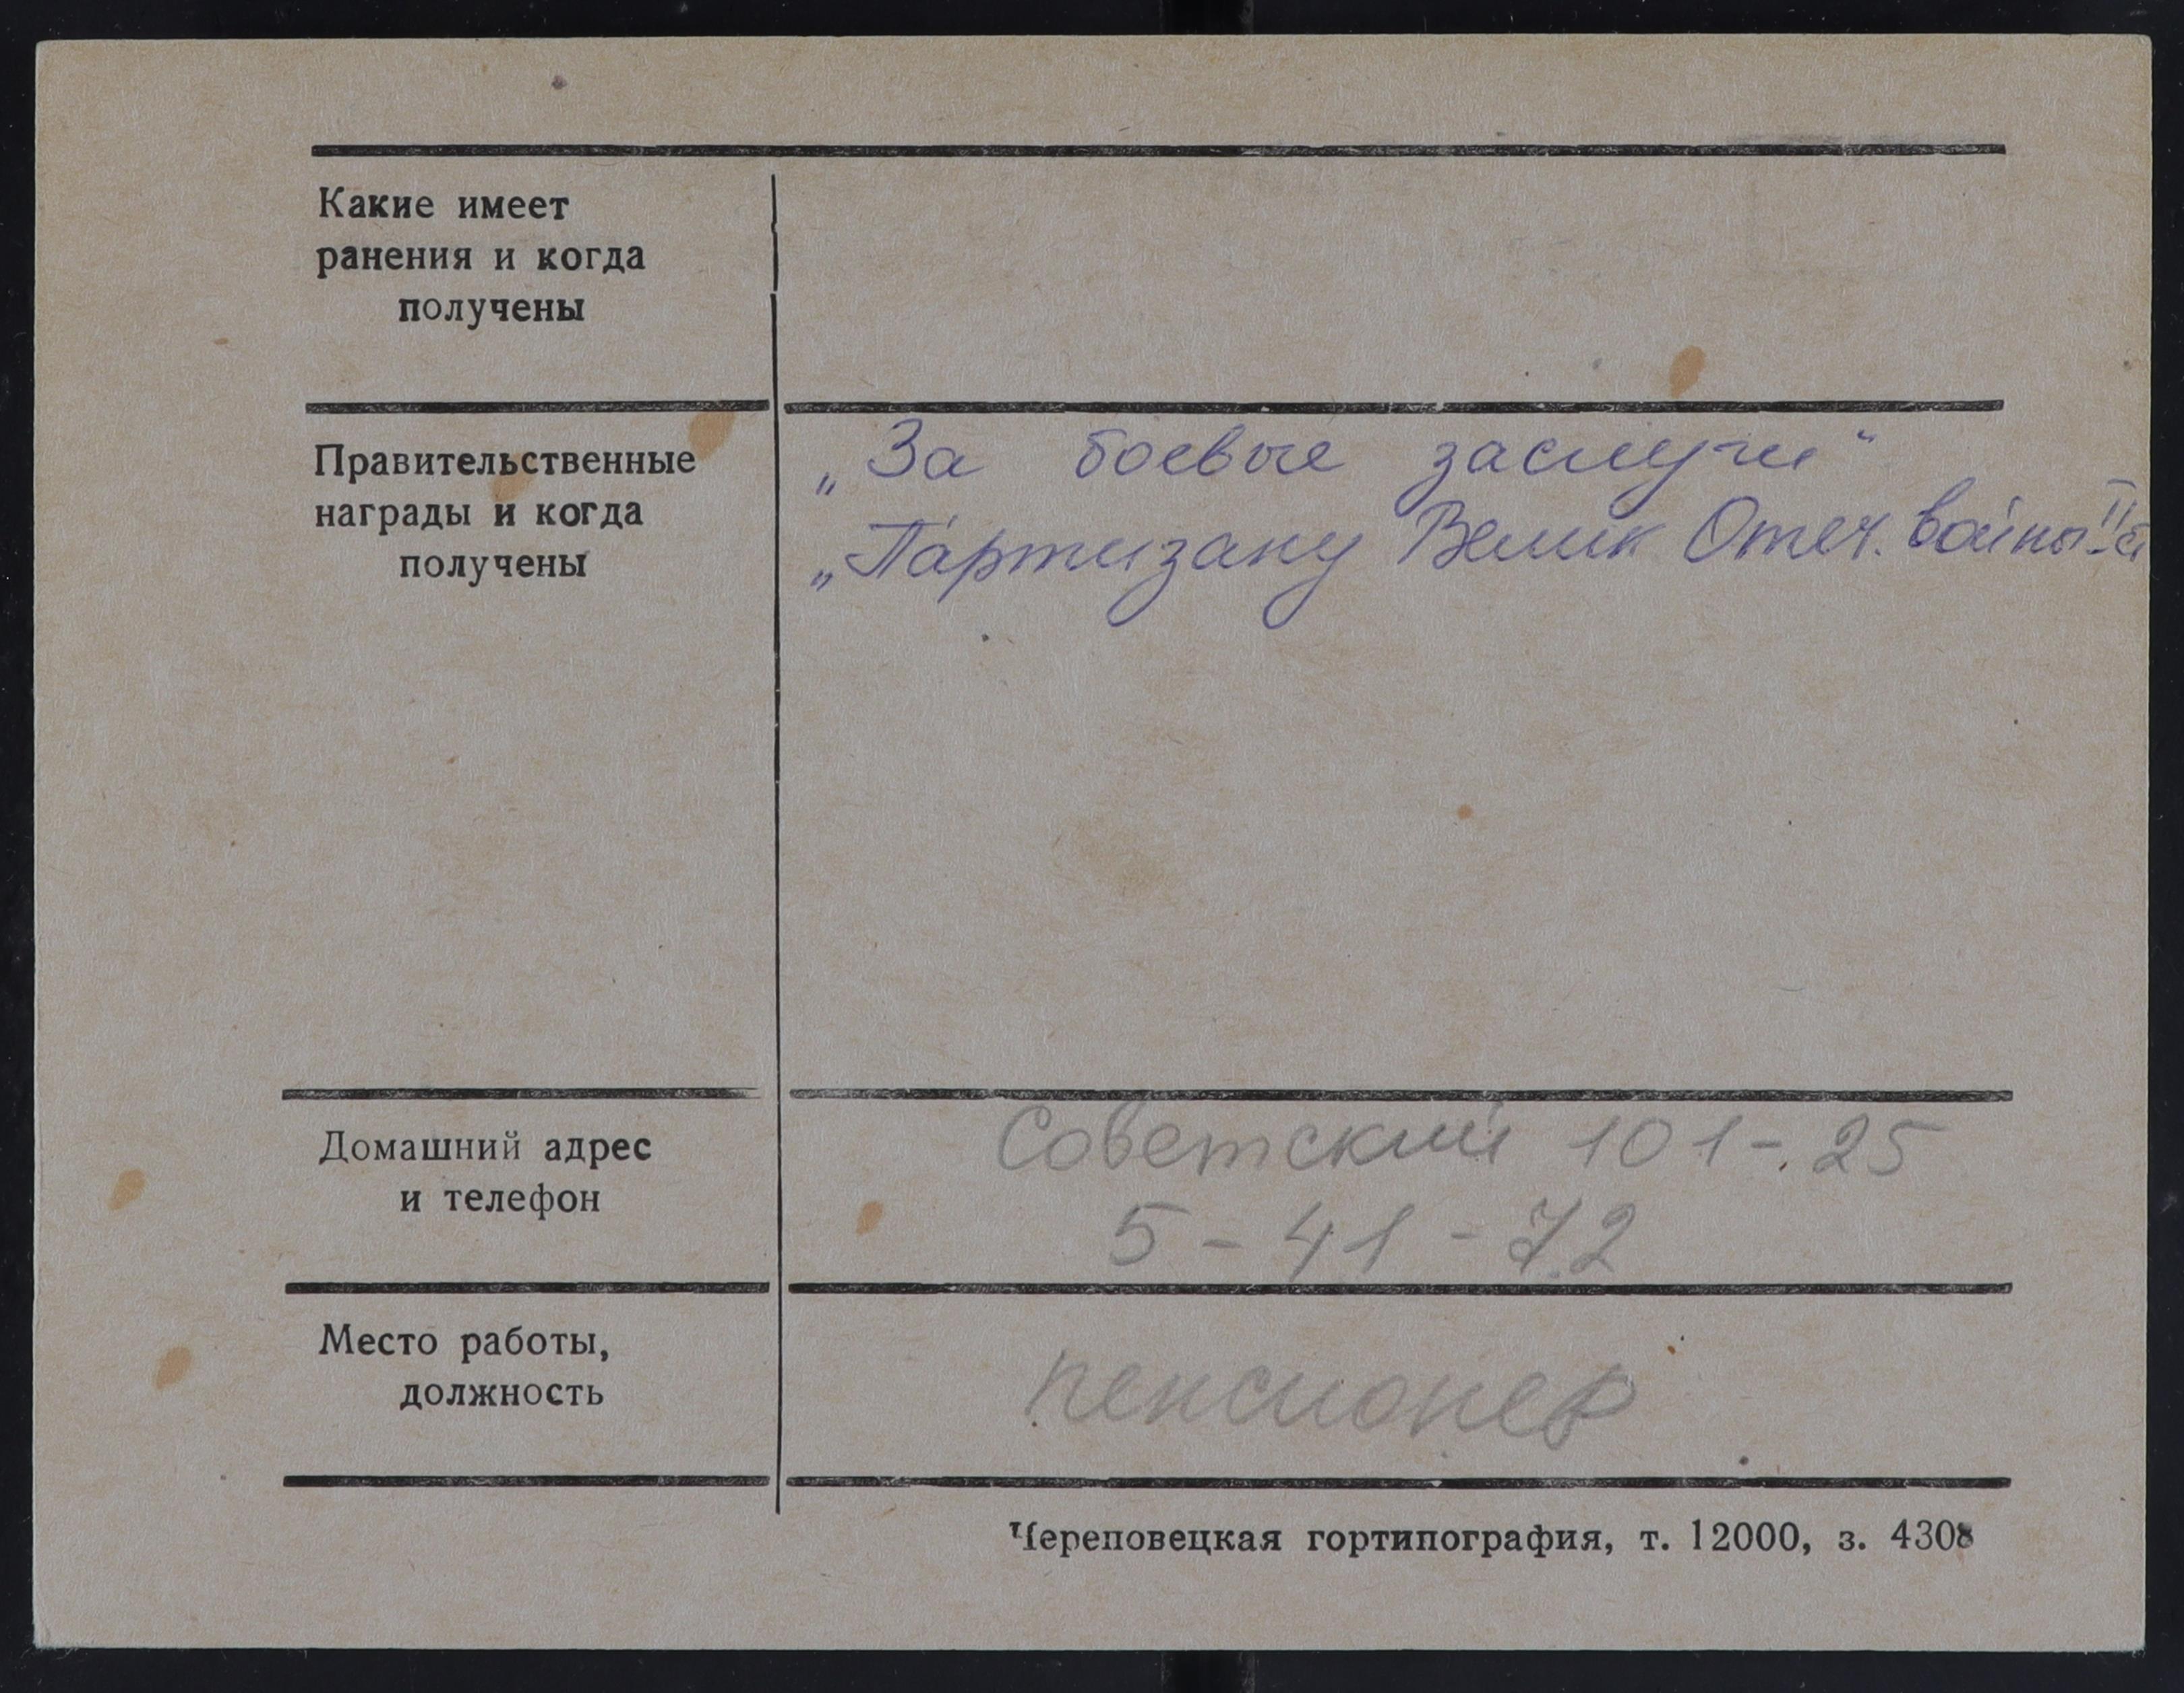 Какие имеет
ранения и когда
получены
Правительственные
награды и когда
получены
„За боевые заслуги“
„Партизану Велик Отеч. войны" II
Домашний адрес
и телефон
Советский 101-25
5-41-72
Место работы,
должность
пенсионер
Череповецкая гортипография, т. 12000, з. 4308